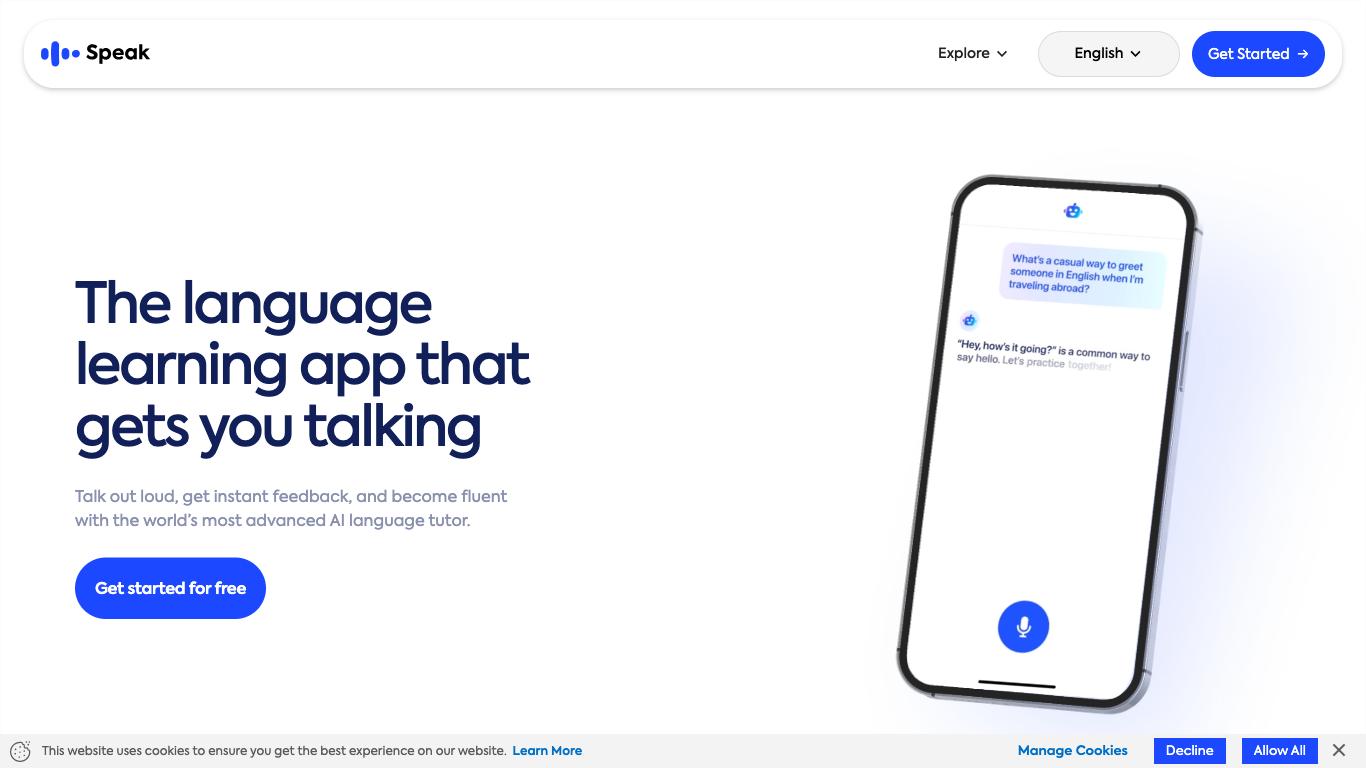 Speak
Explore
English
Get Started
The language
learning app that
gets you talking
Talk out loud, get instant feedback, and become fluent
with the world's most advanced AI language tutor.
Get started for free
What's a casual way to greet
someone in English when I'm
traveling abroad?
"Hey, how's it going?" is a common way to
say hello. Let's practice together!
This website uses cookies to ensure you get the best experience on our website. Learn More
Manage Cookies
Decline
Allow All